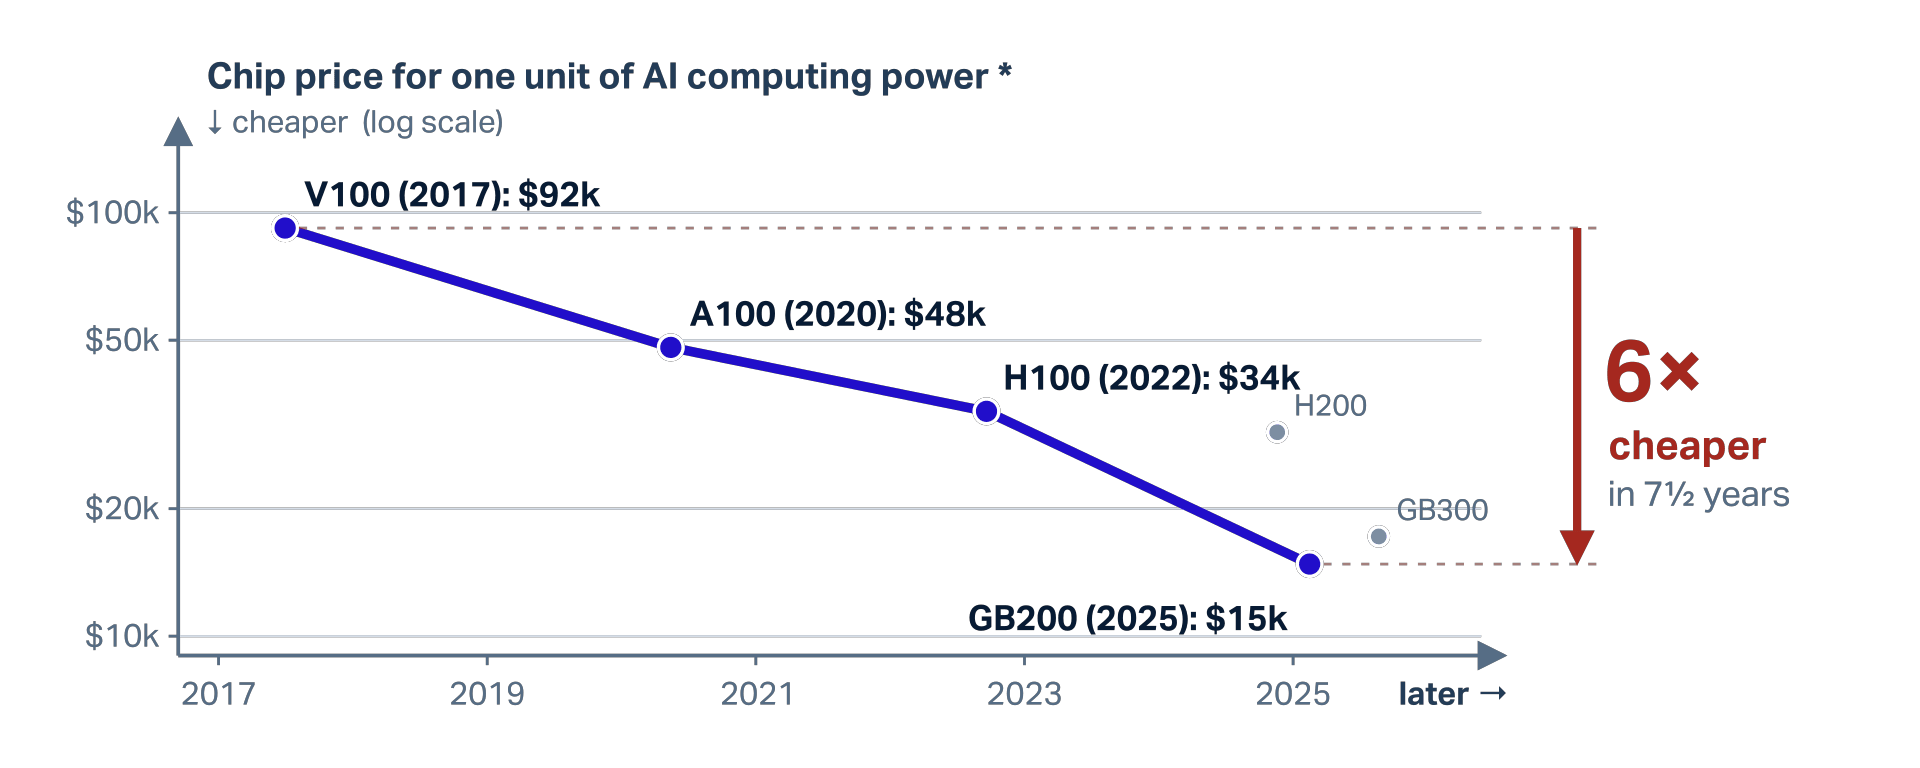 Chip price for one unit of AI computing power *
↓ cheaper (log scale)
V100 (2017): $92k
$100k
A100 (2020): $48k
$50k
H100 (2022): $34k
H200
6×
cheaper
in 7½ years
$20k
GB300
GB200 (2025): $15k
$10k
2017
2019
2021
2023
2025
later →